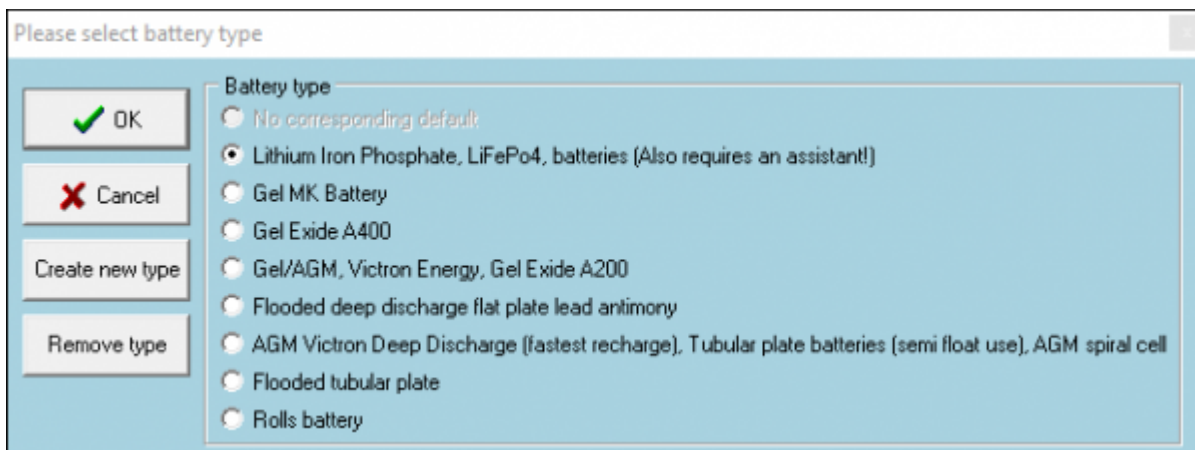 Please select battery type
OK
Cancel
Create new type
Remove type
Battery type
No corresponding default
Lithium Iron Phosphate, LiFePo4, batteries (Also requires an assistant!)
Gel MK Battery
Gel Exide A400
Gel/AGM, Victron Energy, Gel Exide A200
Flooded deep discharge flat plate lead antimony
AGM Victron Deep Discharge (fastest recharge), Tubular plate batteries (semi float use), AGM spiral cell
Flooded tubular plate
Rolls battery